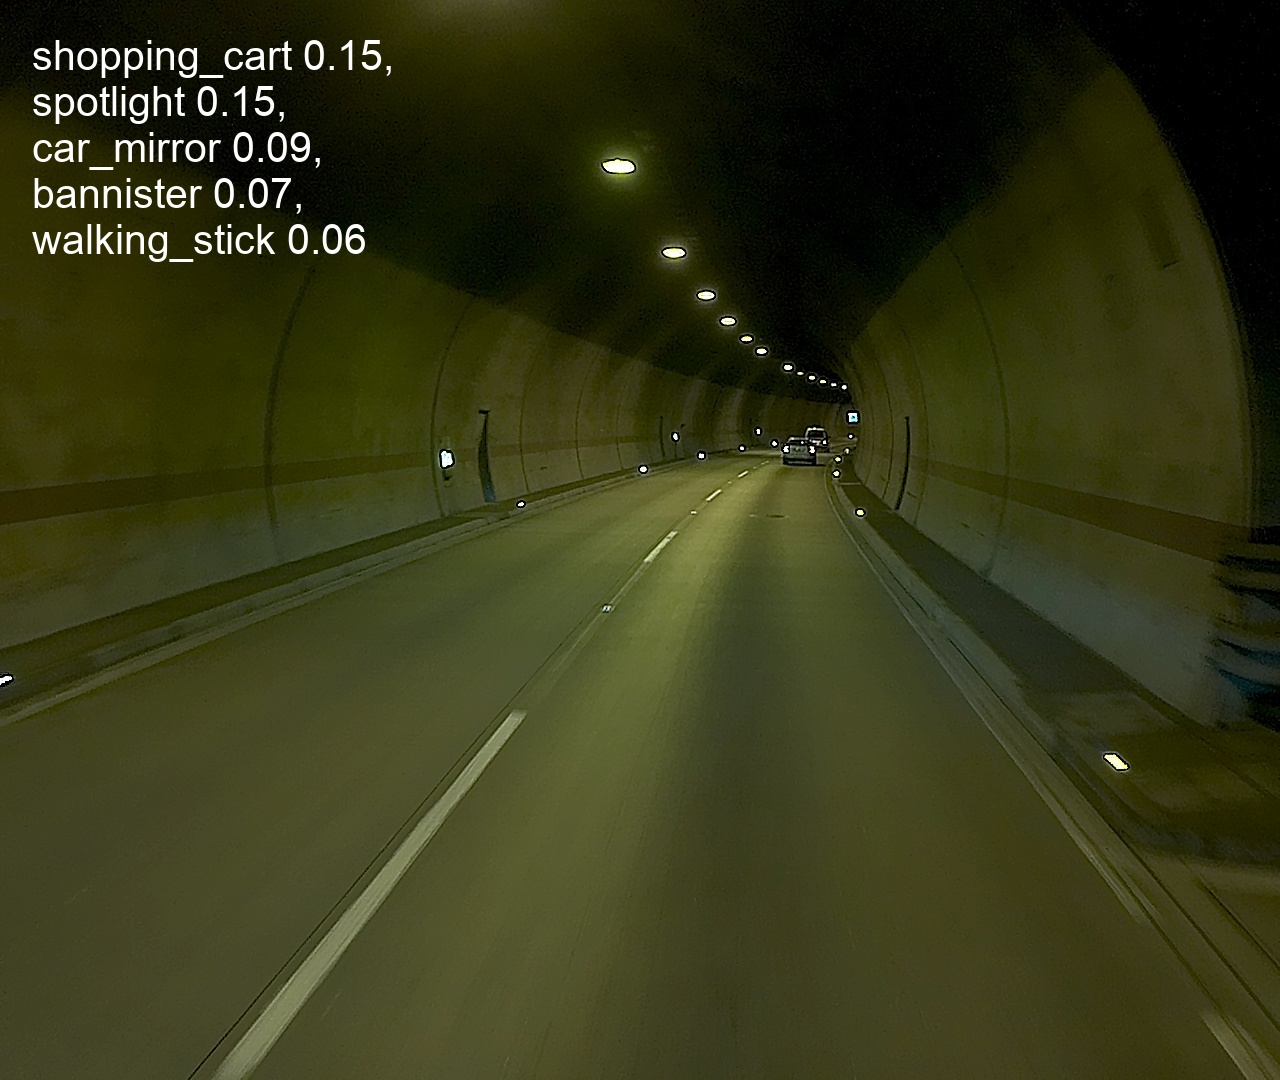 shopping_cart 0.15,
spotlight 0.15,
car_mirror 0.09,
bannister 0.07,
walking_stick 0.06